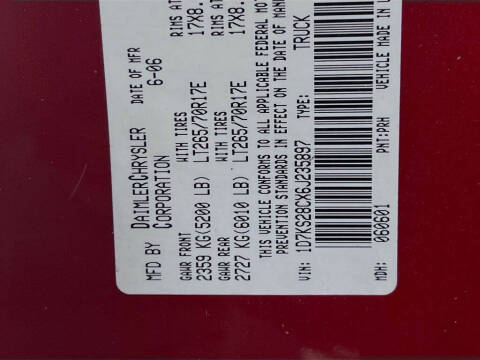 MFD BY DAIMLERCHRYSLER CORPORATION
DATE OF MFR 6-06
GAWR FRONT WITH TIRES RIMS AT
2359 KG(5200 LB) LT265/70R17E 17X8.
GAWR REAR WITH TIRES RIMS AT
2727 KG(6010 LB) LT265/70R17E 17X8.
THIS VEHICLE CONFORMS TO ALL APPLICABLE FEDERAL MOT
PREVENTION STANDARDS IN EFFECT ON THE DATE OF MANU
VIN: 1D7KS28CX6J235897 TYPE: TRUCK
MDH: 060601 PNT:PRH VEHICLE MADE IN